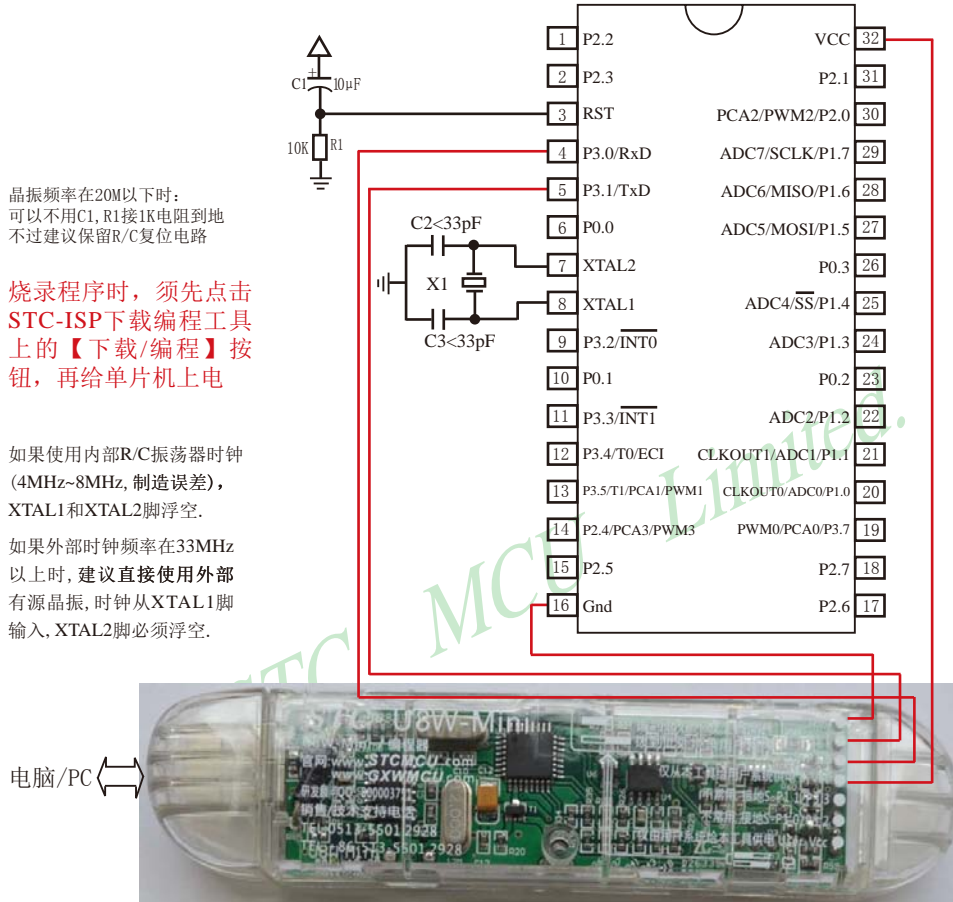 C1
+
10μF
10K
R1
晶振频率在20M以下时:
可以不用C1,R1接1K电阻到地
不过建议保留R/C复位电路
烧录程序时，须先点击
STC-ISP下载编程工具
上的【下载/编程】按
钮，再给单片机上电
如果使用内部R/C振荡器时钟
(4MHz~8MHz,制造误差),
XTAL1和XTAL2脚浮空.
如果外部时钟频率在33MHz
以上时,建议直接使用外部
有源晶振,时钟从XTAL1脚
输入,XTAL2脚必须浮空.
C2<33pF
X1
C3<33pF
1 P2.2
2 P2.3
3 RST
4 P3.0/RxD
5 P3.1/TxD
6 P0.0
7 XTAL2
8 XTAL1
9 P3.2/INT0
10 P0.1
11 P3.3/INT1
12 P3.4/T0/ECI
13 P3.5/T1/PCA1/PWM1
14 P2.4/PCA3/PWM3
15 P2.5
16 Gnd
VCC 32
P2.1 31
PCA2/PWM2/P2.0 30
ADC7/SCLK/P1.7 29
ADC6/MISO/P1.6 28
ADC5/MOSI/P1.5 27
P0.3 26
ADC4/SS/P1.4 25
ADC3/P1.3 24
P0.2 23
ADC2/P1.2 22
CLKOUT1/ADC1/P1.1 21
CLKOUT0/ADC0/P1.0 20
PWM0/PCA0/P3.7 19
P2.7 18
P2.6 17
STC MCU Limited.
电脑/PC
STC U8W-Mini
官网:www.STCMCU.com
www.GXWMCU.com
销售/技术支持电话
TEL:0513-5501 2928